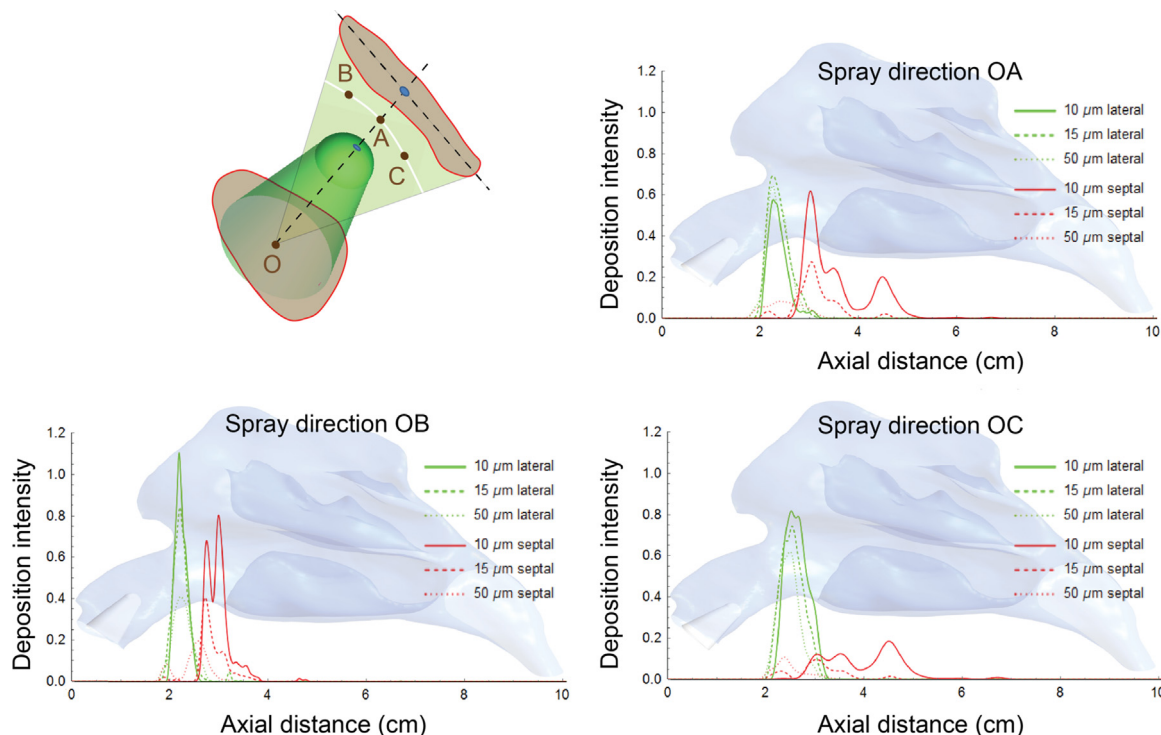 B
A
C
O
Spray direction OA
Deposition intensity
1.2
1.0
0.8
0.6
0.4
0.2
0.0
10 µm lateral
15 µm lateral
50 µm lateral
10 µm septal
15 µm septal
50 µm septal
0 2 4 6 8 10
Axial distance (cm)
Spray direction OB
Deposition intensity
1.2
1.0
0.8
0.6
0.4
0.2
0.0
10 µm lateral
15 µm lateral
50 µm lateral
10 µm septal
15 µm septal
50 µm septal
0 2 4 6 8 10
Axial distance (cm)
Spray direction OC
Deposition intensity
1.2
1.0
0.8
0.6
0.4
0.2
0.0
10 µm lateral
15 µm lateral
50 µm lateral
10 µm septal
15 µm septal
50 µm septal
0 2 4 6 8 10
Axial distance (cm)